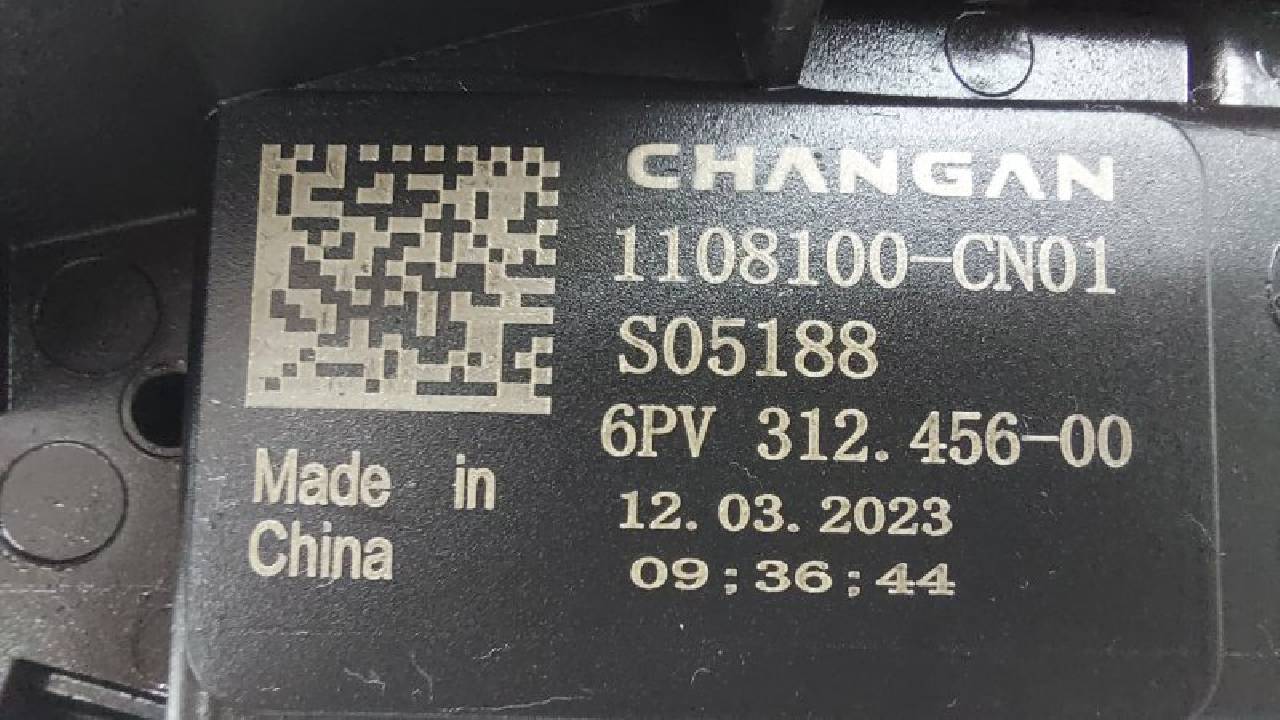 CHANGAN
1108100-CN01
S05188
6PV 312.456-00
12.03.2023
09;36;44
Made in
China